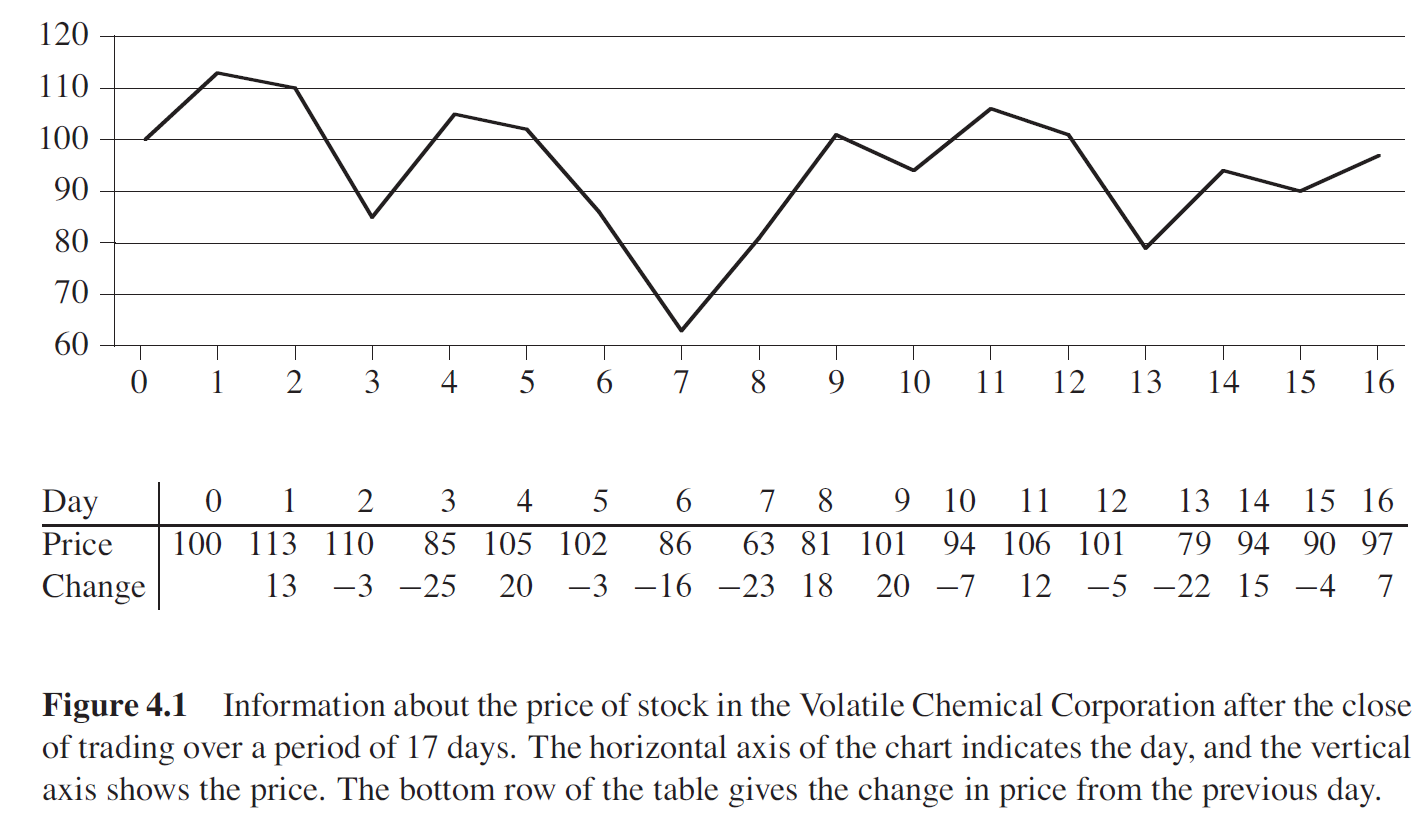 120
110
100
90
80
70
60
0 1 2 3 4 5 6 7 8 9 10 11 12 13 14 15 16
Day 0 1 2 3 4 5 6 7 8 9 10 11 12 13 14 15 16
Price 100 113 110 85 105 102 86 63 81 101 94 106 101 79 94 90 97
Change 13 −3 −25 20 −3 −16 −23 18 20 −7 12 −5 −22 15 −4 7
Figure 4.1 Information about the price of stock in the Volatile Chemical Corporation after the close
of trading over a period of 17 days. The horizontal axis of the chart indicates the day, and the vertical
axis shows the price. The bottom row of the table gives the change in price from the previous day.